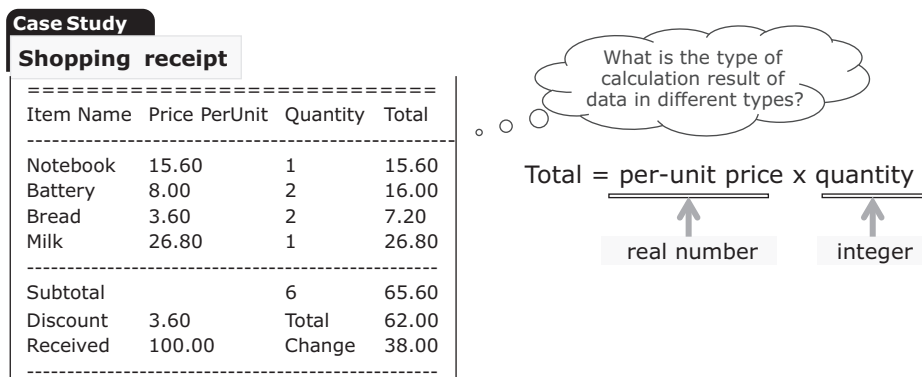 Case Study
Shopping receipt
============================
Item Name Price PerUnit Quantity Total
--------------------------------------------------
Notebook 15.60 1 15.60
Battery 8.00 2 16.00
Bread 3.60 2 7.20
Milk 26.80 1 26.80
------------------------------------------------
Subtotal 6 65.60
Discount 3.60 Total 62.00
Received 100.00 Change 38.00
------------------------------------------------
What is the type of
calculation result of
data in different types?
Total = per-unit price x quantity
real number integer